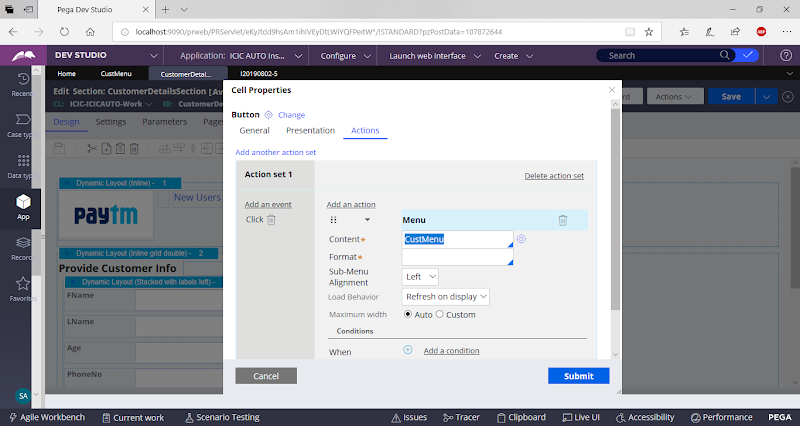 Pega Dev Studio
localhost:9090/prweb/PRServlet/eKyJtdd9hsAm1ihIVEyDtLWiYQFPeitW*/!STANDARD?pzPostData=107872644
DEV STUDIO Application: ICIC AUTO Ins... Configure Launch web interface Create Search
Home CustMenu CustomerDetai... I20190802-5
Recent
Edit Section: CustomerDetailsSection [Av
CL: ICIC-ICICAUTO-Work ID: CustomerDe
Actions Save
Design Settings Parameters Pages
Case typ
Data typ
App
Record
Favorite
SA
Dynamic Layout (Inline) - 1
paytm
New Users
Dynamic Layout (Inline grid double) - 2
Provide Customer Info
Dynamic Layout (Stacked with labels left) -
FName
LName
Age
PhoneNo
Cell Properties
Button Change
General Presentation Actions
Add another action set
Action set 1 Delete action set
Add an event Add an action
Click Menu
Content★ CustMenu
Format★
Sub-Menu
Alignment Left
Load Behavior Refresh on display
Maximum width Auto Custom
Conditions
When Add a condition
Cancel Submit
Agile Workbench Current work Scenario Testing Issues Tracer Clipboard Live UI Accessibility Performance PEGA